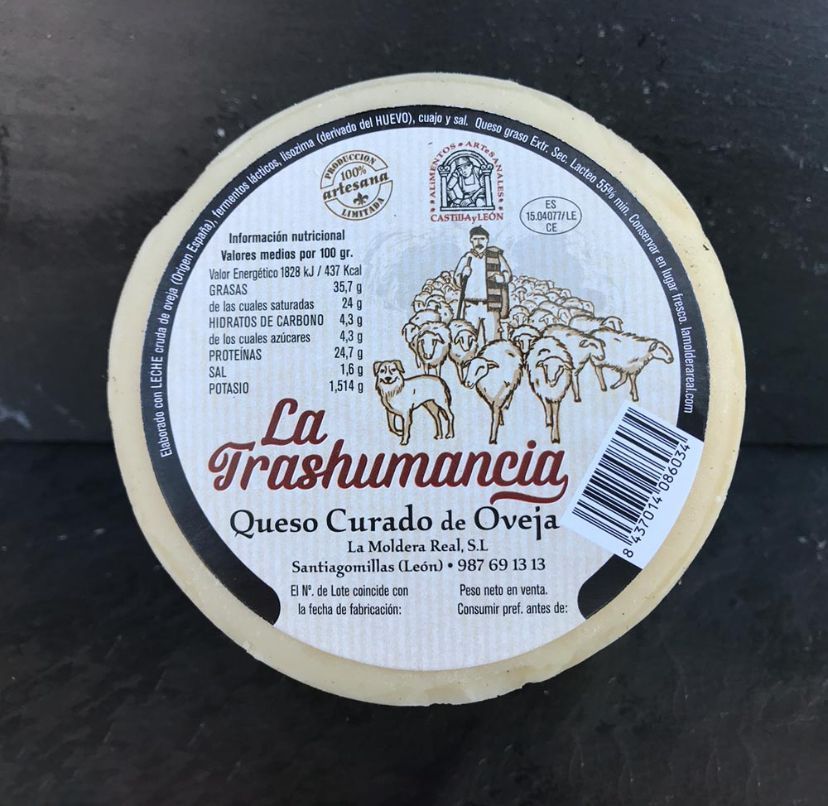 Elaborado con LECHE cruda de oveja (Origen España), fermentos lácticos, lisozima (derivado del HUEVO), cuajo y sal. Queso graso Extr. Sec. Lacteo 55% min. Conservar en lugar fresco. lamolderareal.com
PRODUCCION
100%
artesana
LIMITADA
ALIMENTOS • ARTESANALES
CASTILLA y LEÓN
ES
15.04077/LE
CE
Información nutricional
Valores medios por 100 gr.
Valor Energético 1828 kJ / 437 Kcal
GRASAS 35,7 g
de las cuales saturadas 24 g
HIDRATOS DE CARBONO 4,3 g
de los cuales azúcares 4,3 g
PROTEÍNAS 24,7 g
SAL 1,6 g
POTASIO 1,514 g
La
Trashumancia
Queso Curado de Oveja
La Moldera Real, S.L
Santiagomillas (León) • 987 69 13 13
El Nº. de Lote coincide con
la fecha de fabricación:
Peso neto en venta.
Consumir pref. antes de:
8 437014 086034